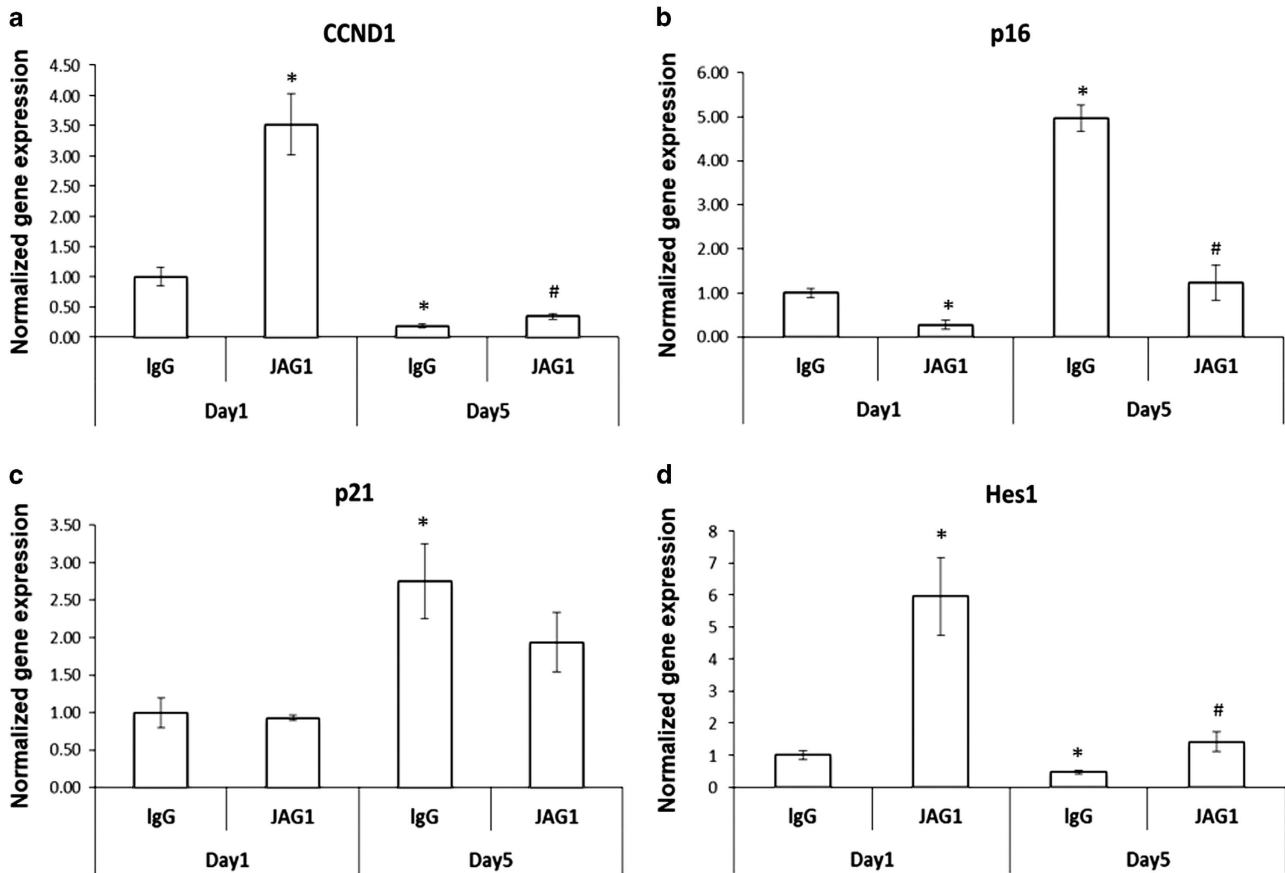 a
CCND1
Normalized gene expression
4.50
4.00
3.50
3.00
2.50
2.00
1.50
1.00
0.50
0.00
*
*
#
IgG JAG1 IgG JAG1
Day1 Day5
b
p16
Normalized gene expression
6.00
5.00
4.00
3.00
2.00
1.00
0.00
*
*
#
IgG JAG1 IgG JAG1
Day1 Day5
c
p21
Normalized gene expression
3.50
3.00
2.50
2.00
1.50
1.00
0.50
0.00
*
IgG JAG1 IgG JAG1
Day1 Day5
d
Hes1
Normalized gene expression
8
7
6
5
4
3
2
1
0
*
*
#
IgG JAG1 IgG JAG1
Day1 Day5